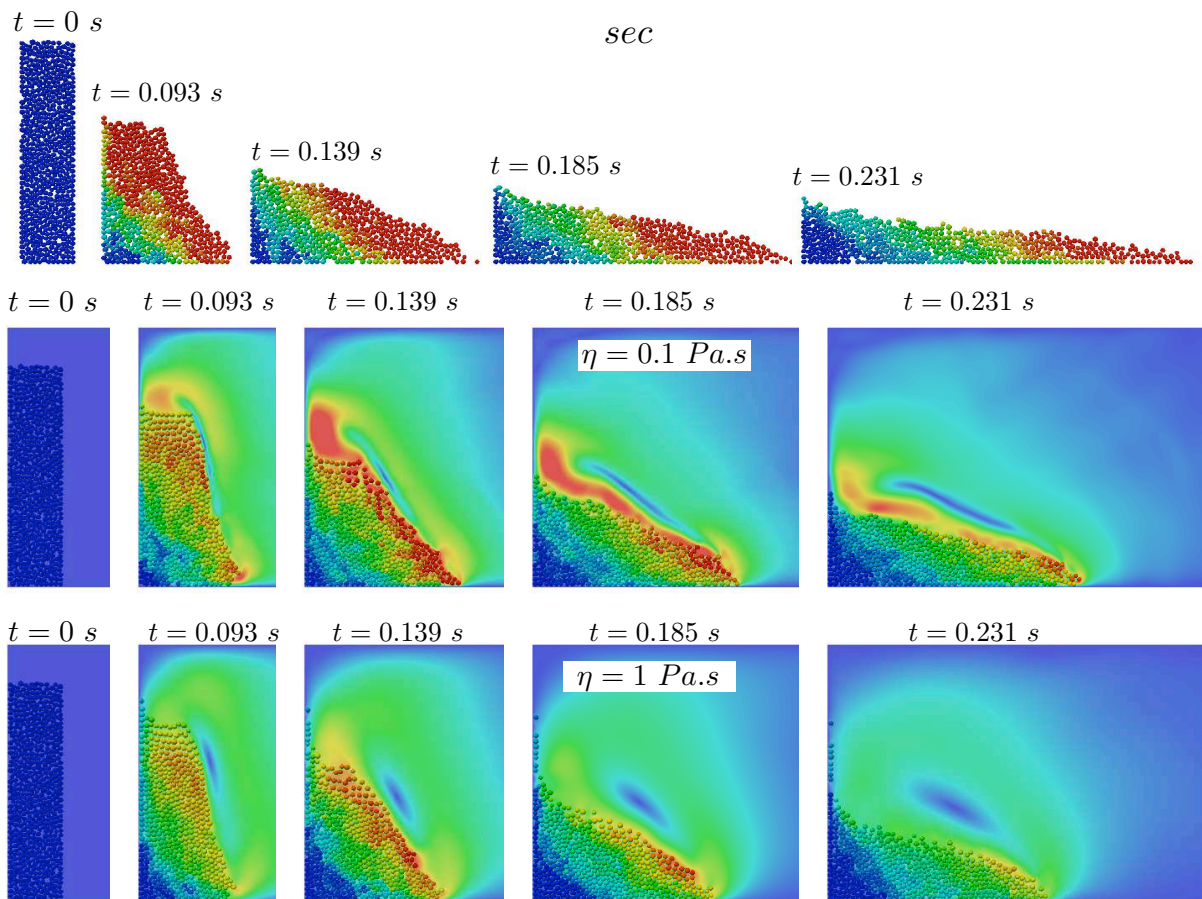 t = 0 s
sec
t = 0.093 s
t = 0.139 s
t = 0.185 s
t = 0.231 s
t = 0 s
t = 0.093 s
t = 0.139 s
t = 0.185 s
t = 0.231 s
η = 0.1 Pa.s
t = 0 s
t = 0.093 s
t = 0.139 s
t = 0.185 s
t = 0.231 s
η = 1 Pa.s